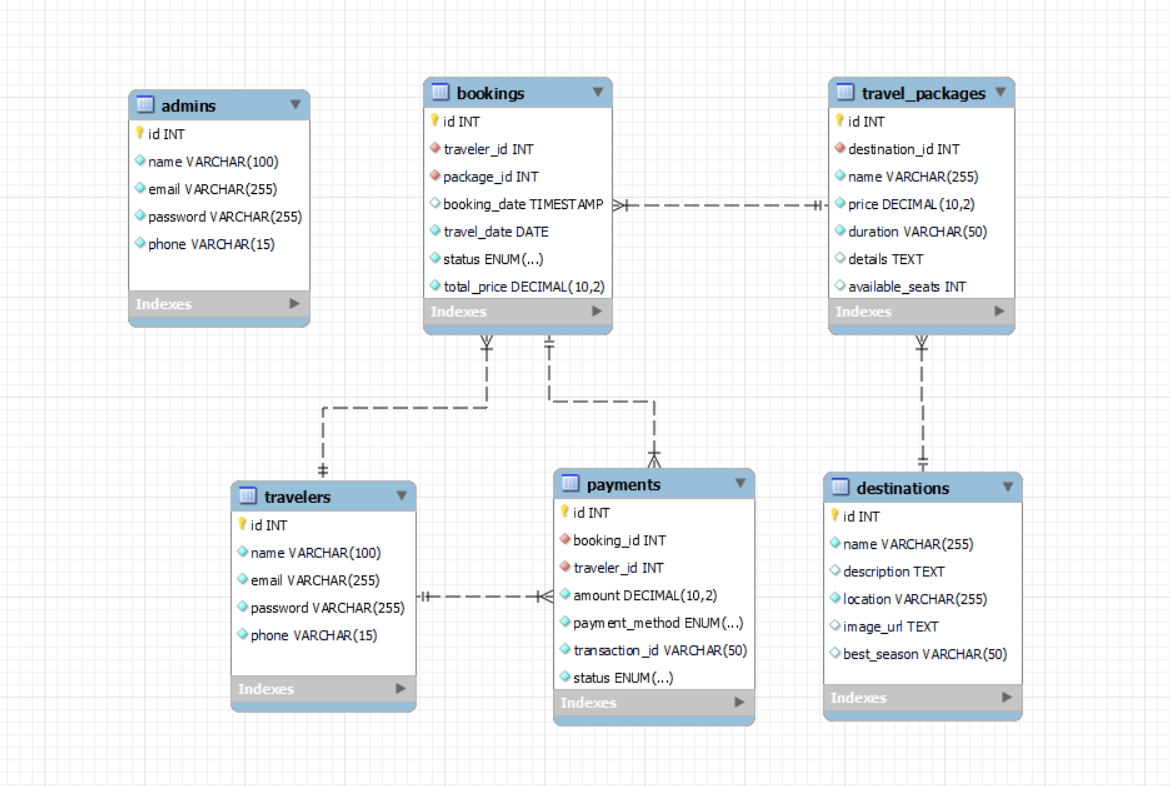 admins
id INT
name VARCHAR(100)
email VARCHAR(255)
password VARCHAR(255)
phone VARCHAR(15)
Indexes
bookings
id INT
traveler_id INT
package_id INT
booking_date TIMESTAMP
travel_date DATE
status ENUM(...)
total_price DECIMAL(10,2)
Indexes
travel_packages
id INT
destination_id INT
name VARCHAR(255)
price DECIMAL(10,2)
duration VARCHAR(50)
details TEXT
available_seats INT
Indexes
travelers
id INT
name VARCHAR(100)
email VARCHAR(255)
password VARCHAR(255)
phone VARCHAR(15)
Indexes
payments
id INT
booking_id INT
traveler_id INT
amount DECIMAL(10,2)
payment_method ENUM(...)
transaction_id VARCHAR(50)
status ENUM(...)
Indexes
destinations
id INT
name VARCHAR(255)
description TEXT
location VARCHAR(255)
image_url TEXT
best_season VARCHAR(50)
Indexes